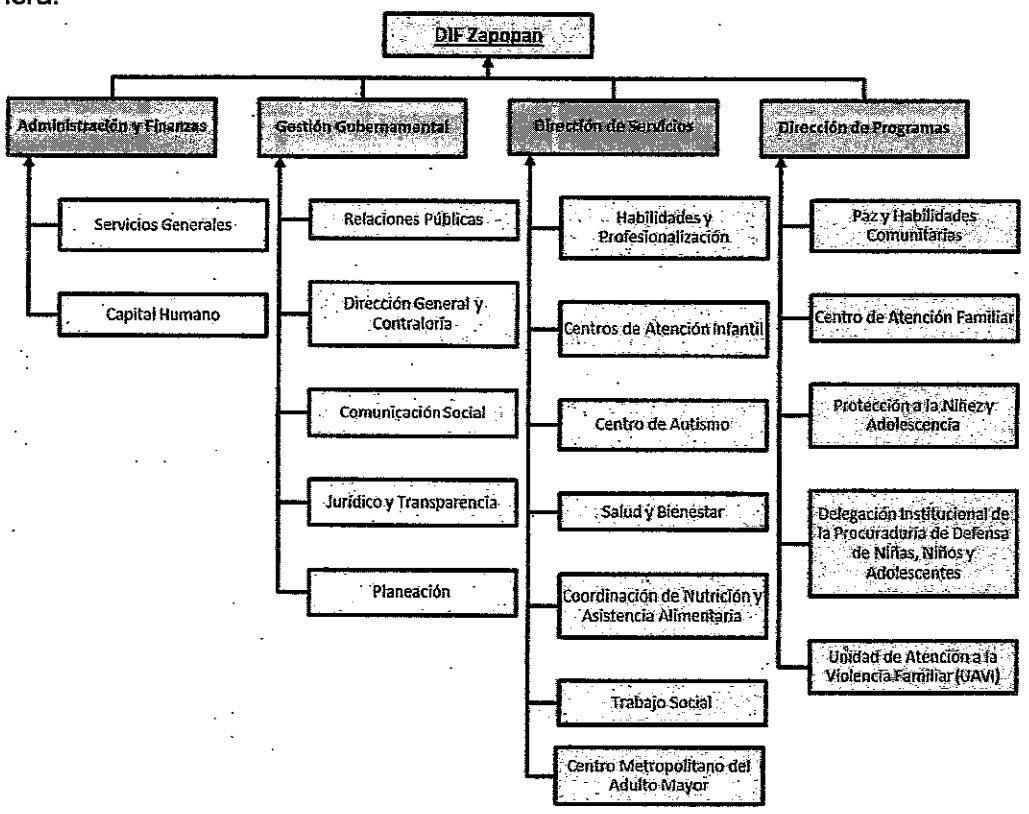 DIF Zapopan
Administración y Finanzas
Gestión Gubernamental
Dirección de Servicios
Dirección de Programas
Servicios Generales
Capital Humano
Relaciones Públicas
Dirección General y
Contraloría
Comunicación Social
Jurídico y Transparencia
Planeación
Habilidades y
Profesionalización
Centros de Atención Infantil
Centro de Autismo
Salud y Bienestar
Coordinación de Nutrición y
Asistencia Alimentaria
Trabajo Social
Centro Metropolitano del
Adulto Mayor
Paz y Habilidades
Comunitarias
Centro de Atención Familiar
Protección a la Niñez y
Adolescencia
Delegación Institucional de
la Procuraduría de Defensa
de Niñas, Niños y
Adolescentes
Unidad de Atención a la
Violencia Familiar (UAVI)